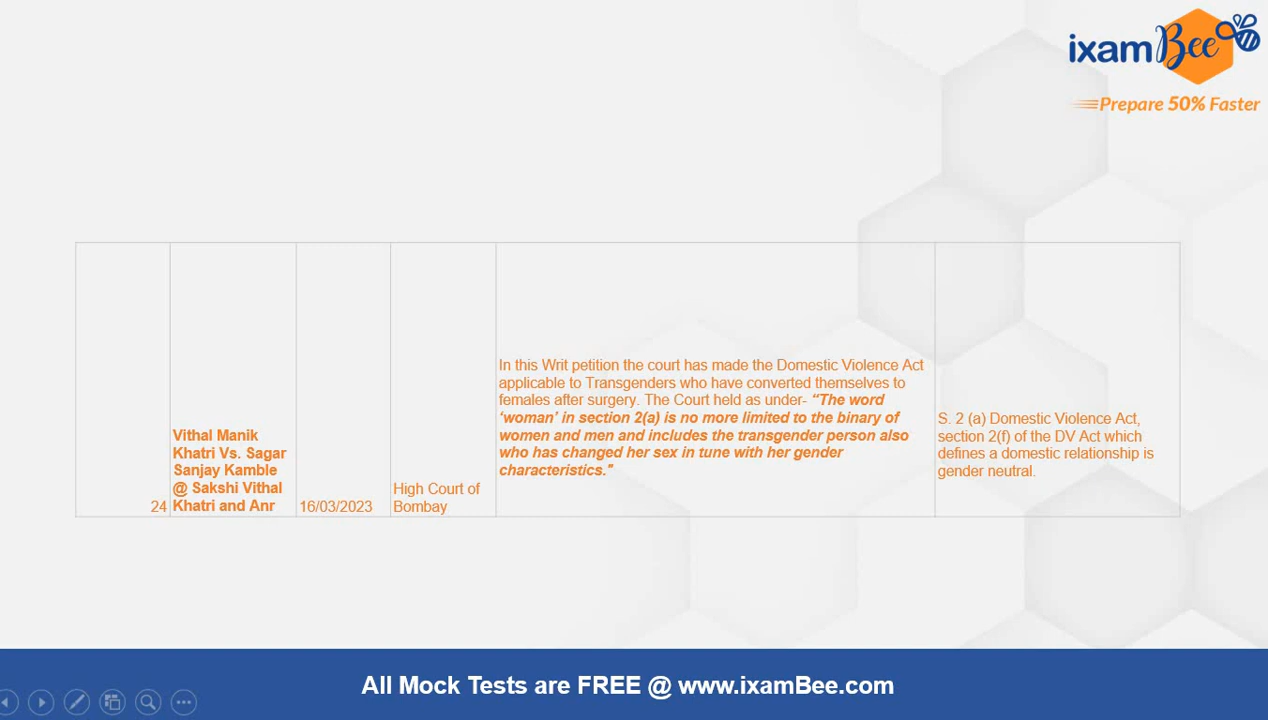 ixamBee
Prepare 50% Faster
24
Vithal Manik
Khatri Vs. Sagar
Sanjay Kamble
@ Sakshi Vithal
Khatri and Anr
16/03/2023
High Court of
Bombay
In this Writ petition the court has made the Domestic Violence Act
applicable to Transgenders who have converted themselves to
females after surgery. The Court held as under- “The word
‘woman’ in section 2(a) is no more limited to the binary of
women and men and includes the transgender person also
who has changed her sex in tune with her gender
characteristics."
S. 2 (a) Domestic Violence Act,
section 2(f) of the DV Act which
defines a domestic relationship is
gender neutral.
All Mock Tests are FREE @ www.ixamBee.com